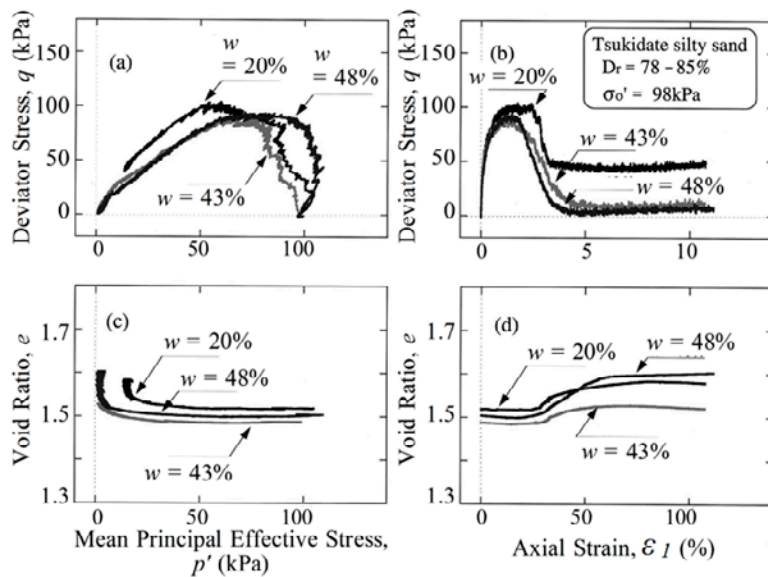 Deviator Stress, q (kPa)
180
150
100
50
0
0
50
100
(a)
w
= 20%
w
= 48%
w = 43%
Deviator Stress, q (kPa)
180
150
100
50
0
0
5
10
(b)
w = 20%
Tsukidate silty sand
Dr = 78 – 85%
σo' = 98kPa
w = 43%
w = 48%
Void Ratio, e
1.7
1.5
1.3
0
50
100
(c)
w = 20%
w = 48%
w = 43%
Mean Principal Effective Stress,
p' (kPa)
Void Ratio, e
1.7
1.5
1.3
0
50
100
(d)
w = 20%
w = 48%
w = 43%
Axial Strain, ε1 (%)